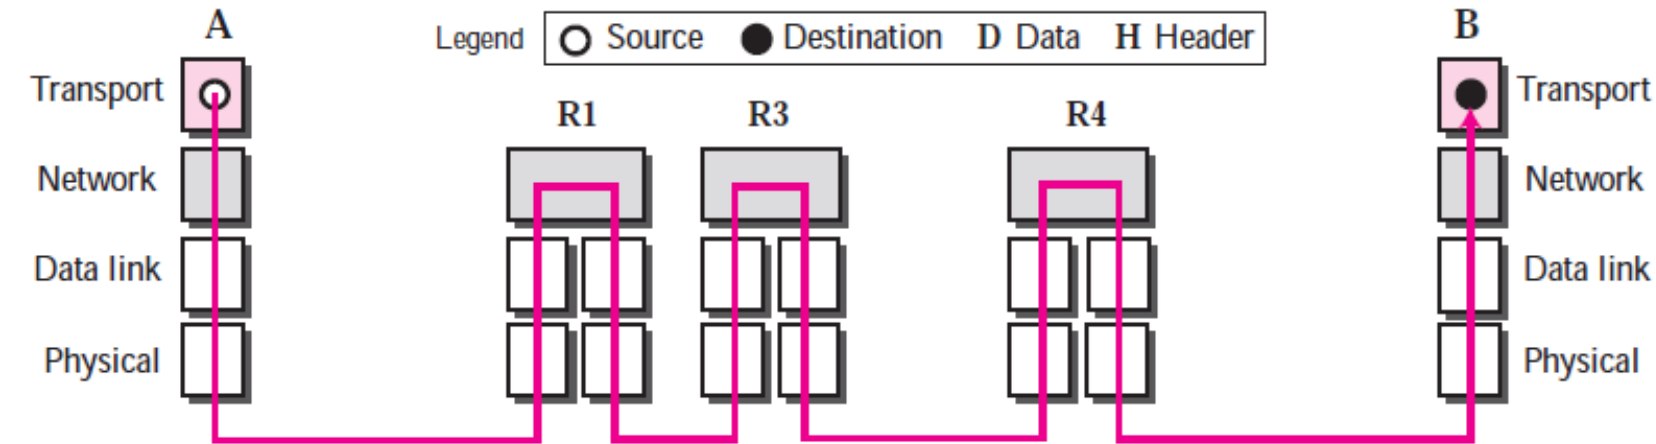 A
Legend Source Destination D Data H Header
B
Transport
Transport
R1 R3 R4
Network
Network
Data link
Data link
Physical
Physical